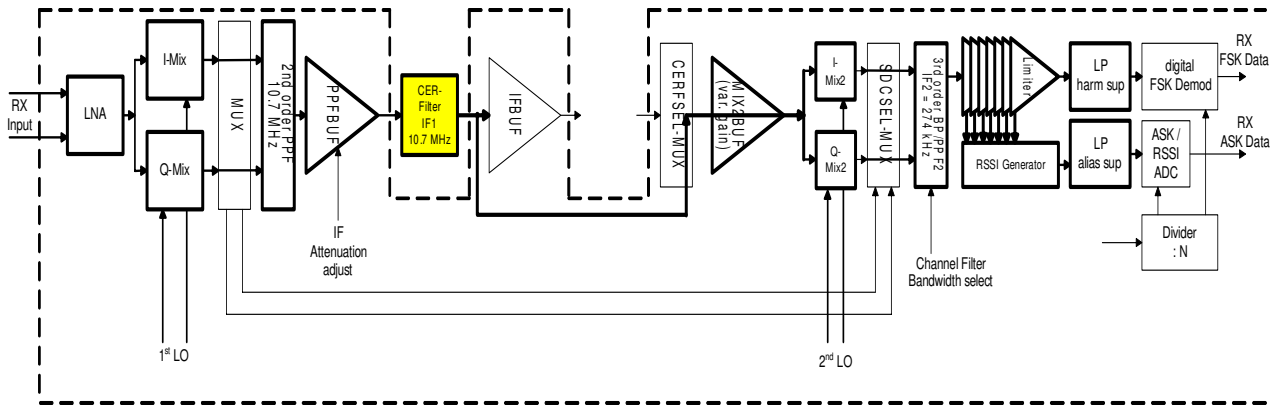 RX
Input
LNA
I-Mix
Q-Mix
MUX
2nd order PPF
10.7 MHz
PPFBUF
IF
Attenuation
adjust
CER-
Filter
IF1
10.7 MHz
IFBUF
CERFSEL-MUX
MIX2BUF
(var. gain)
I-
Mix2
Q-
Mix2
SDCSEL-MUX
3rd order BP/PPF2
IF2 = 274 kHz
Channel Filter
Bandwidth select
Limiter
RSSI Generator
LP
harm sup
LP
alias sup
digital
FSK Demod
ASK /
RSSI
ADC
Divider
: N
RX
FSK Data
RX
ASK Data
1st LO
2nd LO